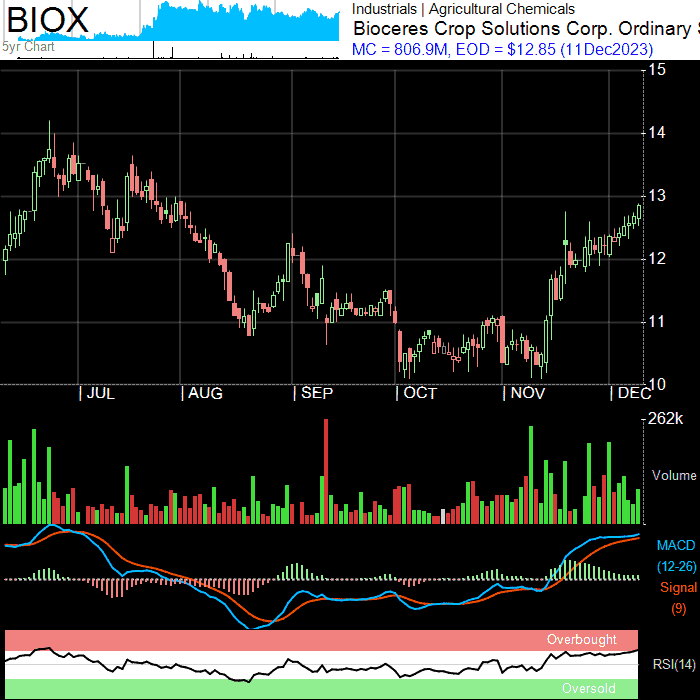 BIOX
5yr Chart
Industrials | Agricultural Chemicals
Bioceres Crop Solutions Corp. Ordinary S
MC = 806.9M, EOD = $12.85 (11Dec2023)
15
14
13
12
11
10
JUL AUG SEP OCT NOV DEC
262k
Volume
MACD
(12-26)
Signal
(9)
Overbought
RSI(14)
Oversold